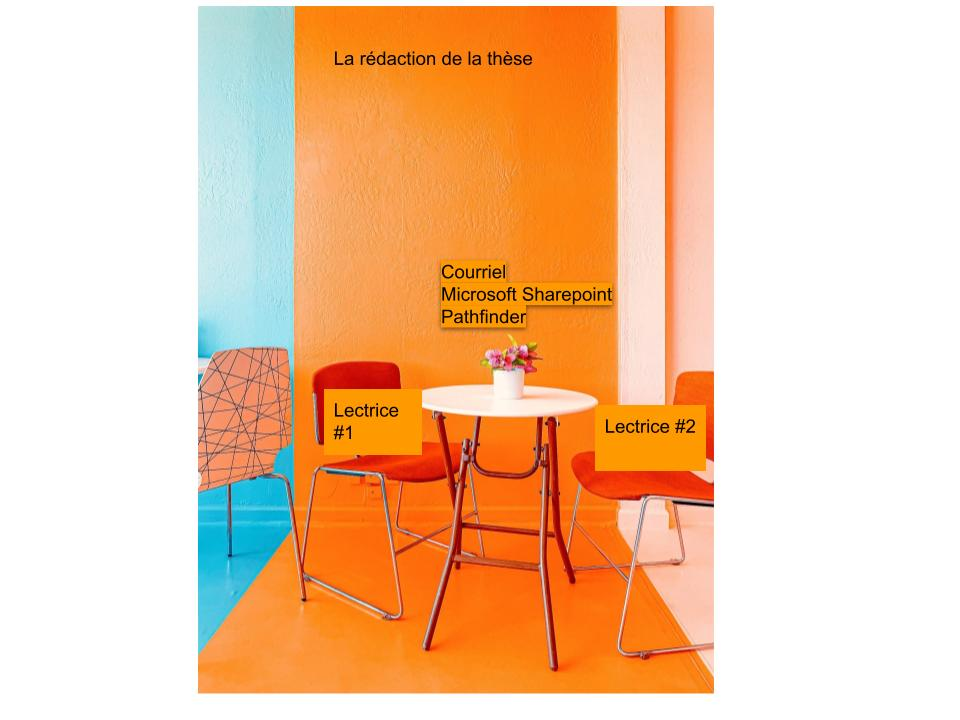 La rédaction de la thèse
Courriel
Microsoft Sharepoint
Pathfinder
Lectrice
#1
Lectrice #2